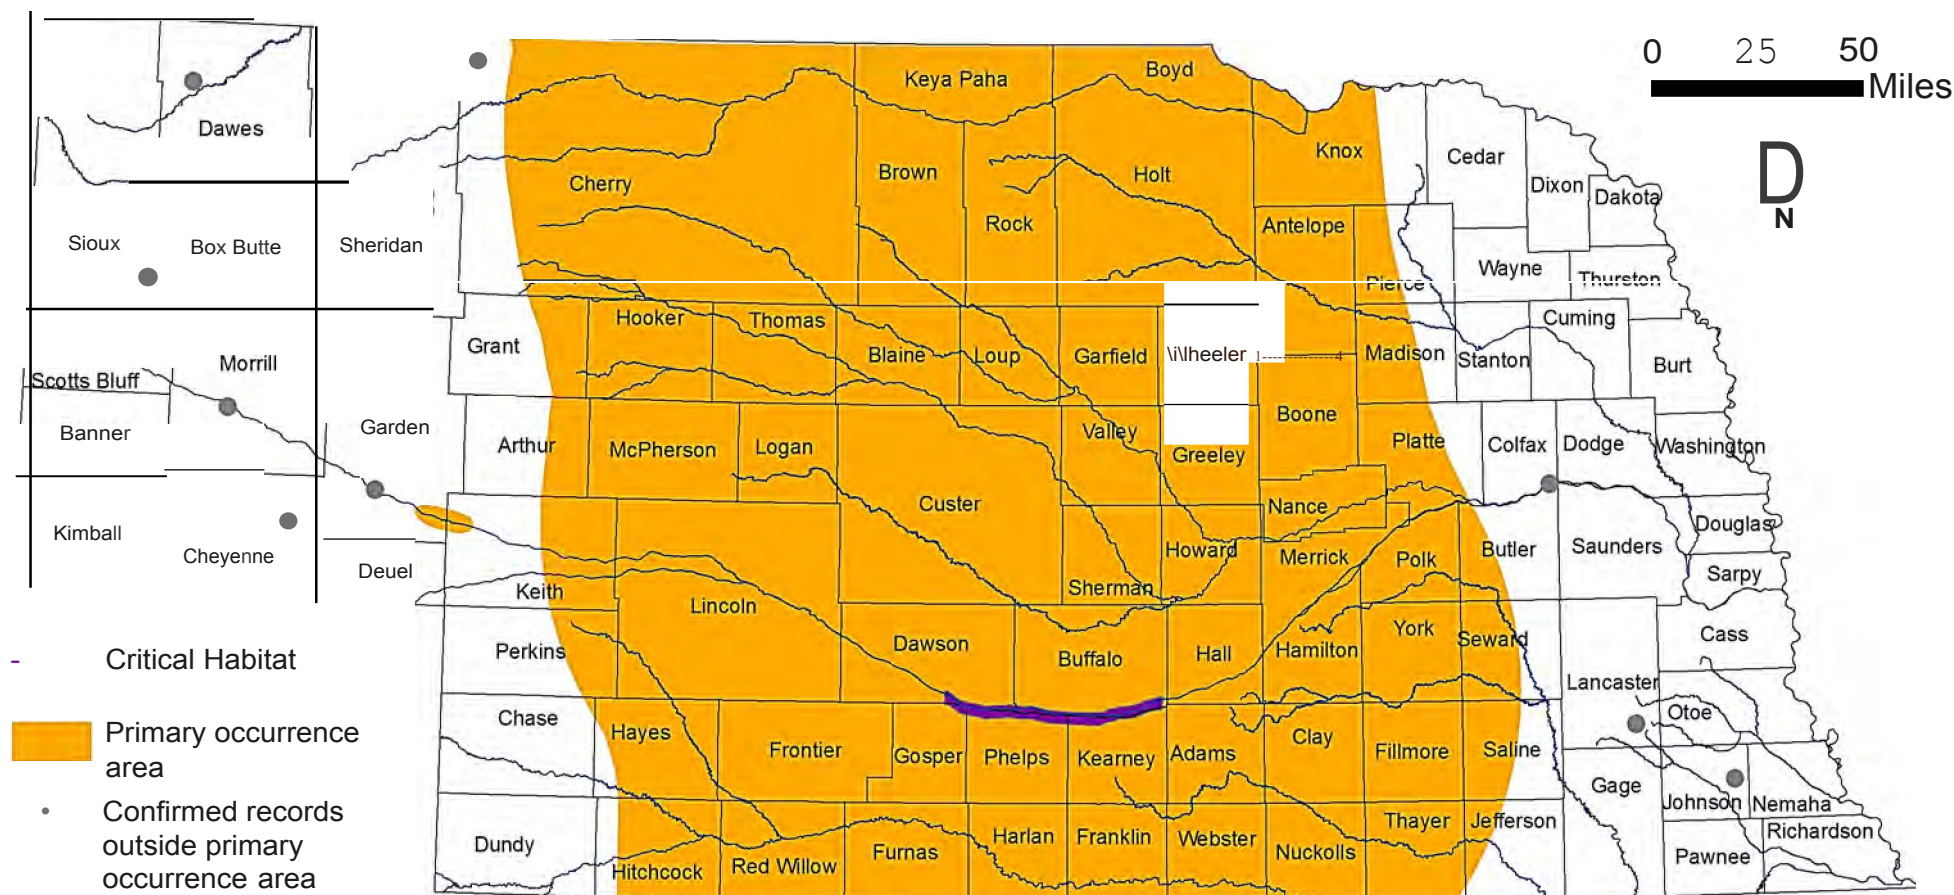 0 25 50
Miles
D
N
Keya Paha
Boyd
Dawes
Knox
Cedar
Cherry
Brown
Holt
Dixon
Dakota
Rock
Antelope
Sioux
Box Butte
Sheridan
Wayne
Pierce
Thurston
Grant
Hooker
Thomas
Cuming
Blaine
Loup
Garfield
\i\lheeler 1-------------4
Madison
Stanton
Burt
Morrill
Scotts Bluff
Banner
Garden
Arthur
McPherson
Logan
Valley
Greeley
Boone
Platte
Colfax
Dodge
Washington
Custer
Nance
Kimball
Cheyenne
Deuel
Keith
Lincoln
Sherman
Howard
Merrick
Polk
Butler
Saunders
Douglas
Sarpy
Perkins
Dawson
Buffalo
Hall
Hamilton
York
Seward
Cass
Lancaster
Otoe
- Critical Habitat
Chase
Hayes
Frontier
Gosper
Phelps
Kearney
Adams
Clay
Fillmore
Saline
Gage
Johnson
Nemaha
Primary occurrence
area
Confirmed records
outside primary
occurrence area
Dundy
Hitchcock
Red Willow
Furnas
Harlan
Franklin
Webster
Nuckolls
Thayer
Jefferson
Pawnee
Richardson